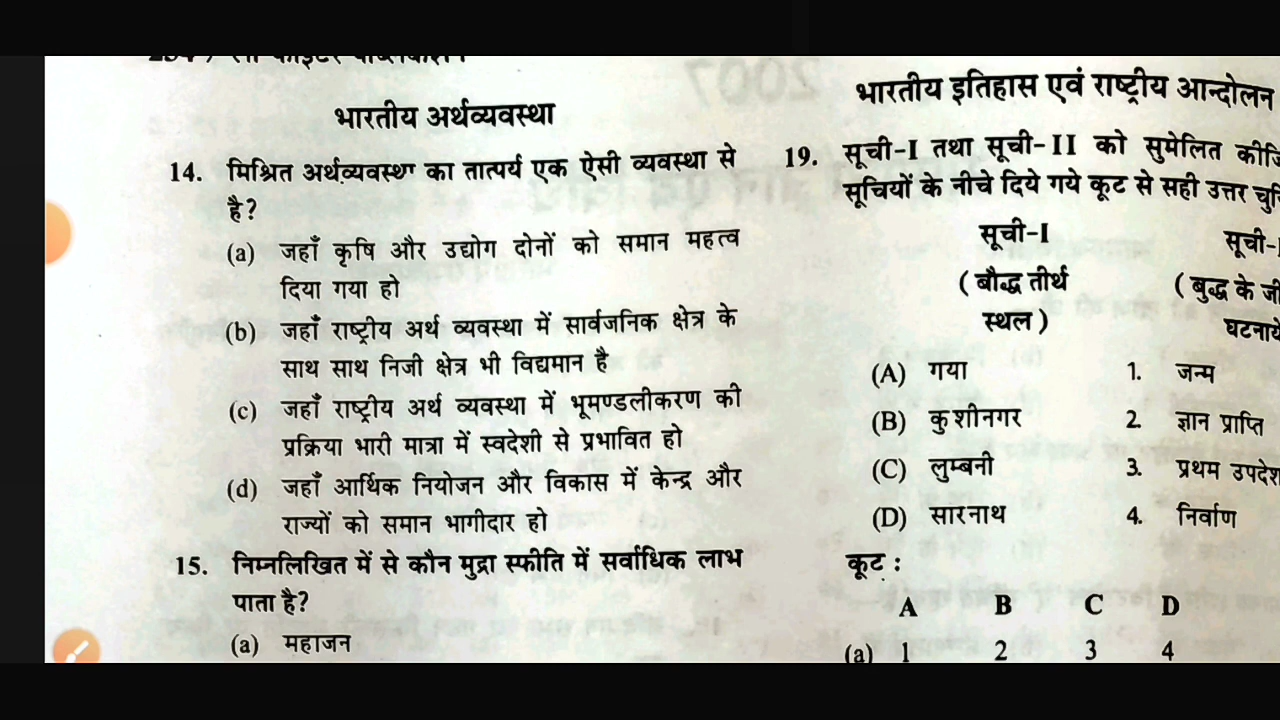 भारतीय अर्थव्यवस्था
14. मिश्रित अर्थव्यवस्था का तात्पर्य एक ऐसी व्यवस्था से
है?
(a) जहाँ कृषि और उद्योग दोनों को समान महत्व
दिया गया हो
(b) जहाँ राष्ट्रीय अर्थ व्यवस्था में सार्वजनिक क्षेत्र के
साथ साथ निजी क्षेत्र भी विद्यमान है
(c) जहाँ राष्ट्रीय अर्थ व्यवस्था में भूमण्डलीकरण की
प्रक्रिया भारी मात्रा में स्वदेशी से प्रभावित हो
(d) जहाँ आर्थिक नियोजन और विकास में केन्द्र और
राज्यों को समान भागीदार हो
15. निम्नलिखित में से कौन मुद्रा स्फीति में सर्वाधिक लाभ
पाता है?
(a) महाजन
भारतीय इतिहास एवं राष्ट्रीय आन्दोलन
19. सूची-I तथा सूची-II को सुमेलित
सूचियों के नीचे दिये गये कूट से सही उत्तर
सूची-I सूची-
(बौद्ध तीर्थ (बुद्ध के
स्थल)
(A) गया 1. जन्म
(B) कुशीनगर 2. ज्ञान प्राप्ति
(C) लुम्बनी 3. प्रथम उपदेश
(D) सारनाथ 4. निर्वाण
कूट :
A B C D
(a) 1 2 3 4